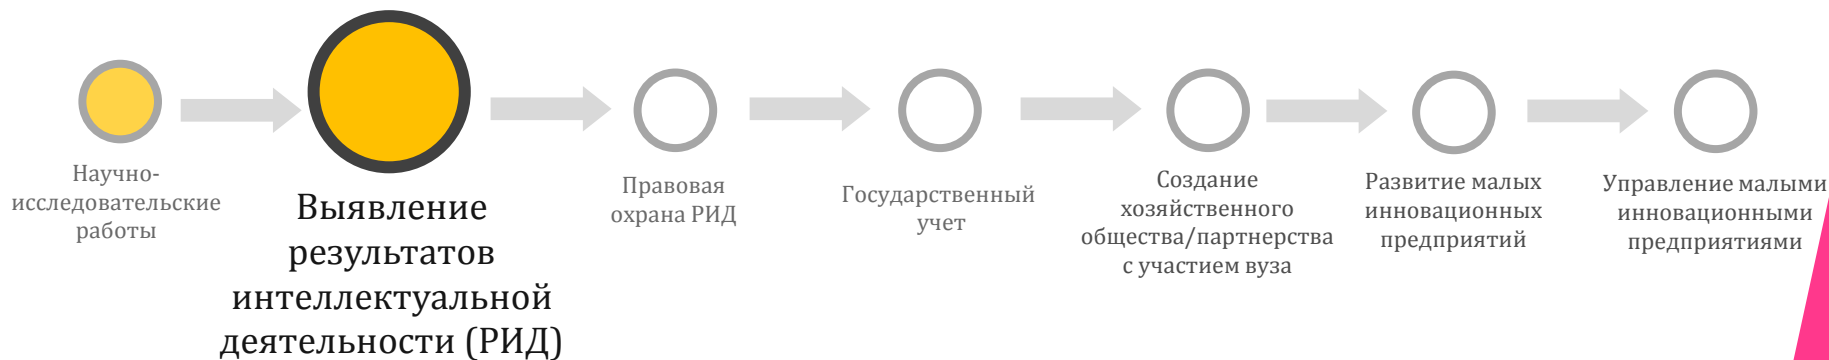 Научно-
исследовательские
работы
Выявление
результатов
интеллектуальной
деятельности (РИД)
Правовая
охрана РИД
Государственный
учет
Создание
хозяйственного
общества/партнерства
с участием вуза
Развитие малых
инновационных
предприятий
Управление малыми
инновационными
предприятиями